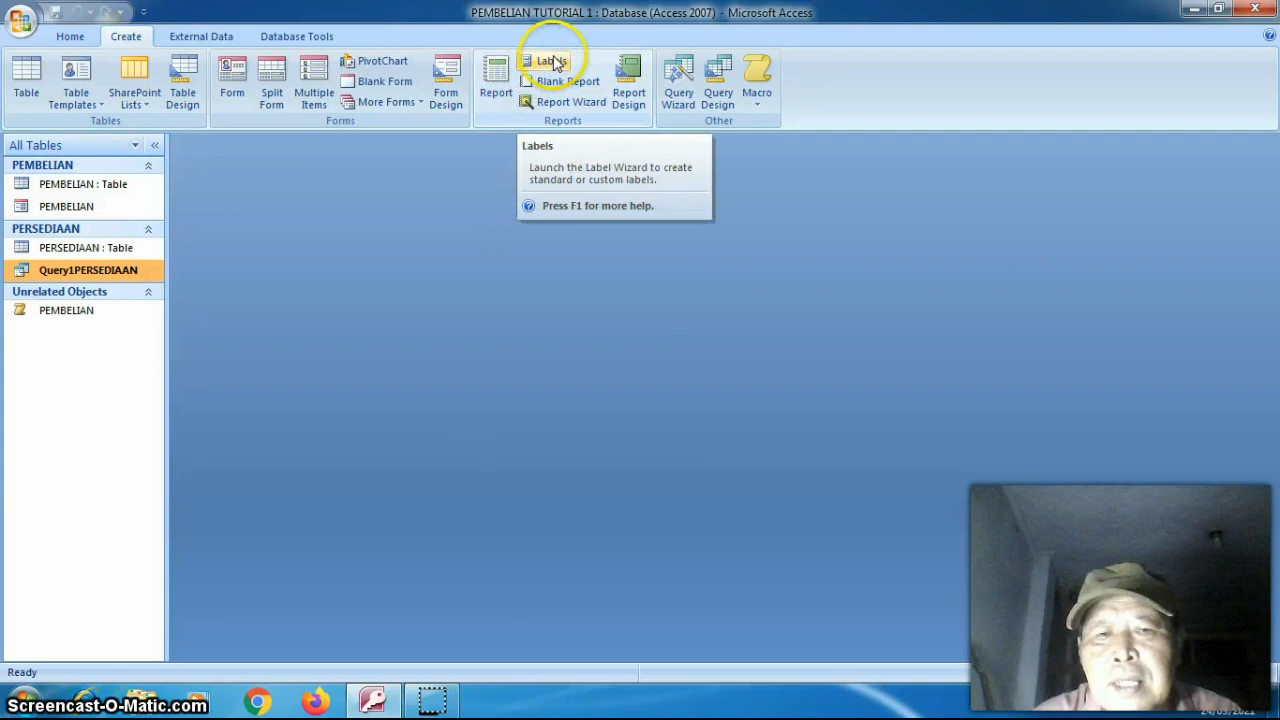 PEMBELIAN TUTORIAL 1 : Database (Access 2007) - Microsoft Access
Home Create External Data Database Tools
Table
Table Templates
SharePoint Lists
Table Design
Tables
Form
Split Form
Multiple Items
PivotChart
Blank Form
More Forms
Form Design
Forms
Report
Labels
Blank Report
Report Wizard
Report Design
Reports
Query Wizard
Query Design
Macro
Other
Labels
Launch the Label Wizard to create
standard or custom labels.
Press F1 for more help.
All Tables
PEMBELIAN
PEMBELIAN : Table
PEMBELIAN
PERSEDIAAN
PERSEDIAAN : Table
Query1PERSEDIAAN
Unrelated Objects
PEMBELIAN
Ready
Screencast-O-Matic.com